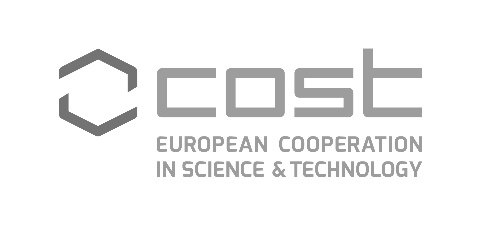 cost
EUROPEAN COOPERATION
IN SCIENCE & TECHNOLOGY